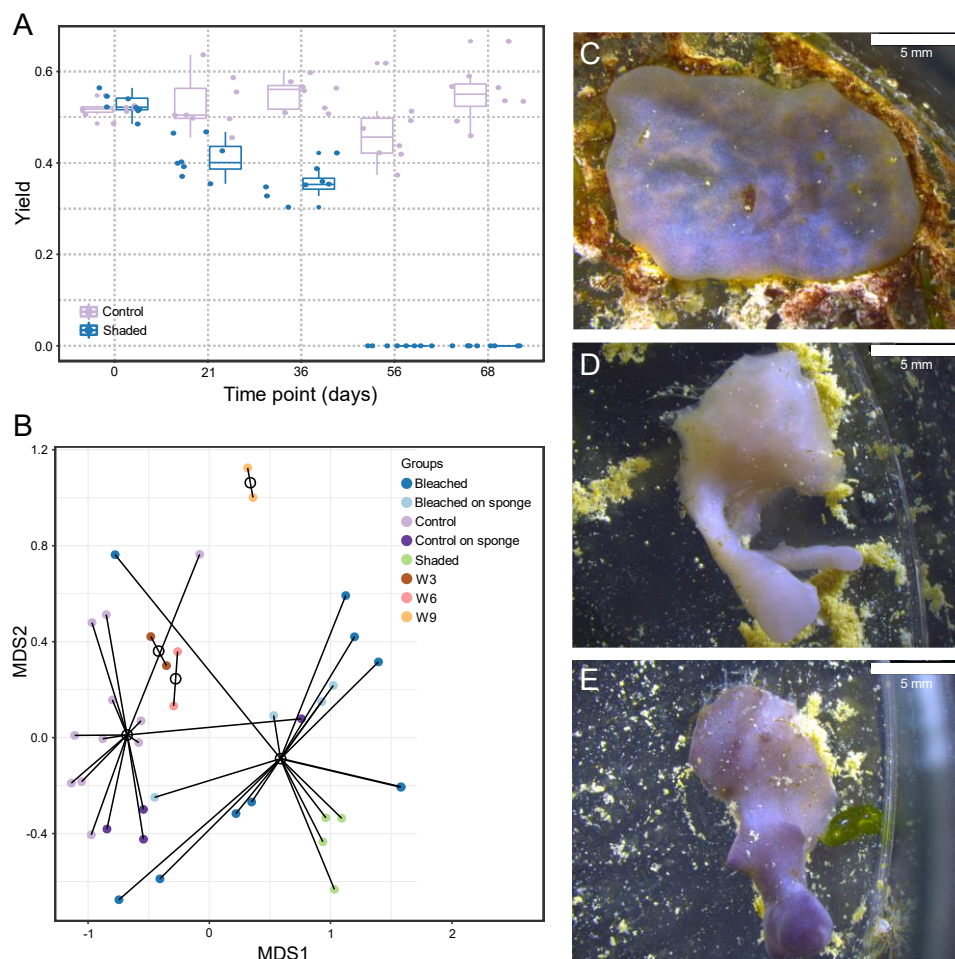 A
Yield
0.6
0.4
0.2
0.0
Control
Shaded
0 21 36 56 68
Time point (days)
B
MDS2
1.2
0.8
0.4
0.0
-0.4
Groups
Bleached
Bleached on sponge
Control
Control on sponge
Shaded
W3
W6
W9
-1 0 1 2
MDS1
C
5 mm
D
5 mm
E
5 mm